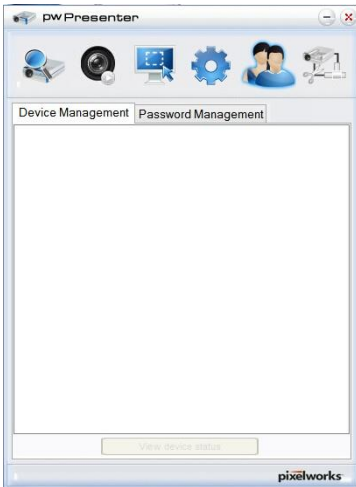 pwPresenter
Device Management Password Management
View device status
pixelworks